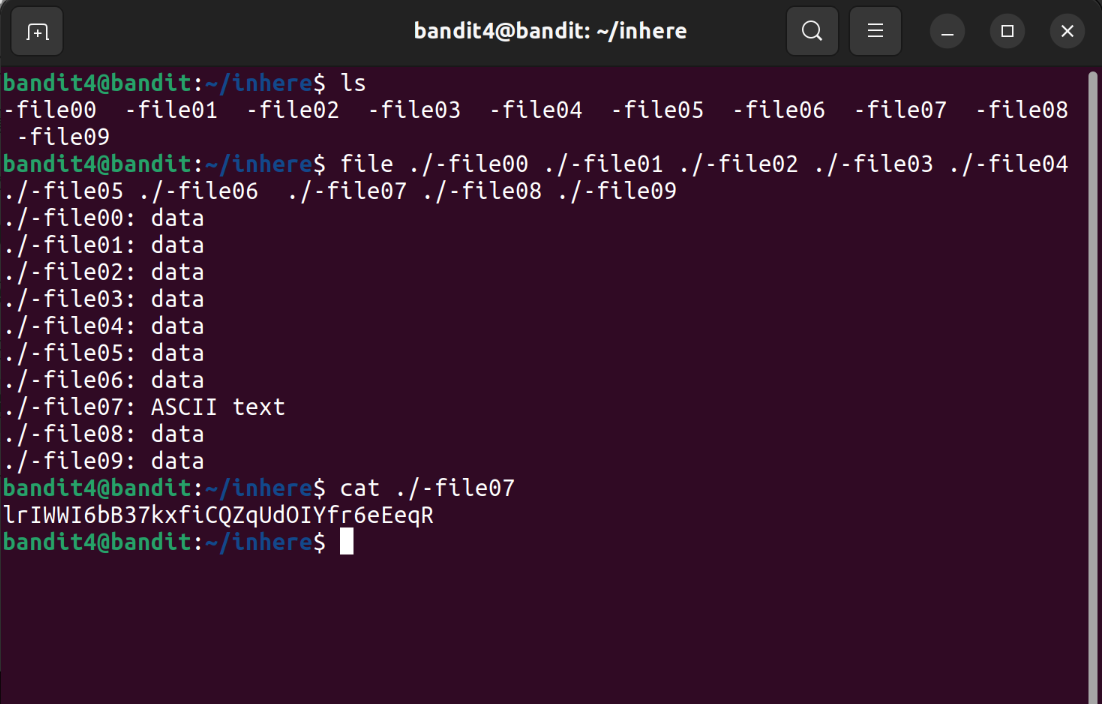 bandit4@bandit: ~/inhere
bandit4@bandit:~/inhere$ ls
-file00  -file01  -file02  -file03  -file04  -file05  -file06  -file07  -file08
 -file09
bandit4@bandit:~/inhere$ file ./-file00 ./-file01 ./-file02 ./-file03 ./-file04
./-file05 ./-file06  ./-file07 ./-file08 ./-file09
./-file00: data
./-file01: data
./-file02: data
./-file03: data
./-file04: data
./-file05: data
./-file06: data
./-file07: ASCII text
./-file08: data
./-file09: data
bandit4@bandit:~/inhere$ cat ./-file07
lrIWWI6bB37kxfiCQZqUdOIYfr6eEeqR
bandit4@bandit:~/inhere$